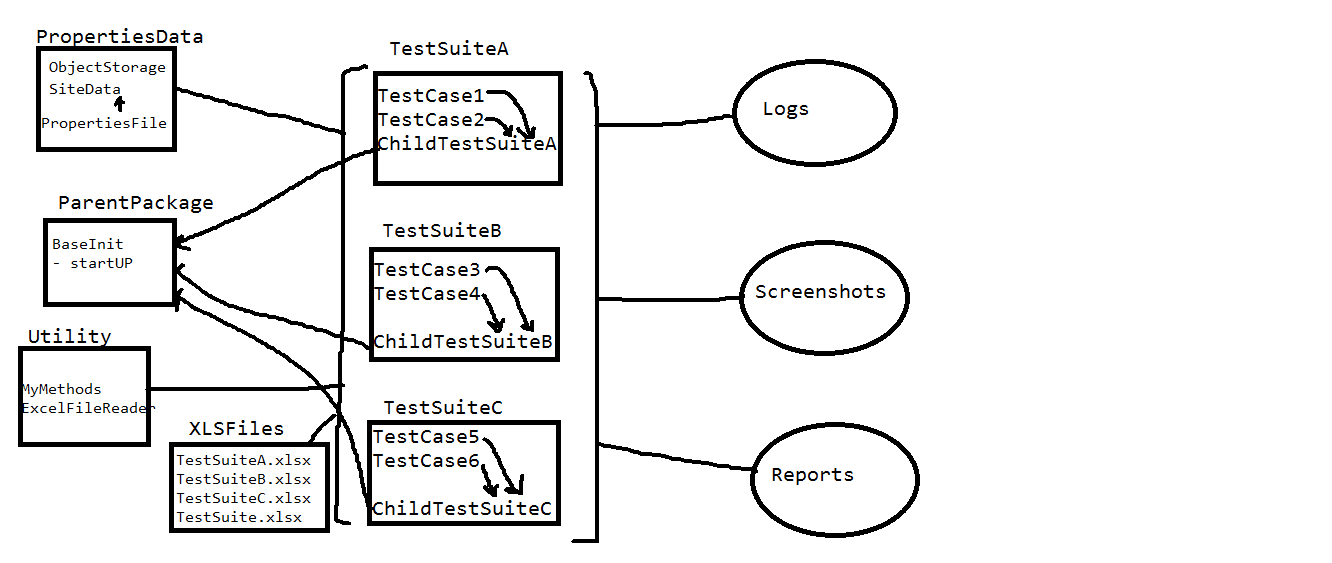 PropertiesData
ObjectStorage
SiteData
PropertiesFile
ParentPackage
BaseInit
- startUP
Utility
MyMethods
ExcelFileReader
XLSFiles
TestSuiteA.xlsx
TestSuiteB.xlsx
TestSuiteC.xlsx
TestSuite.xlsx
TestSuiteA
TestCase1
TestCase2
ChildTestSuiteA
TestSuiteB
TestCase3
TestCase4
ChildTestSuiteB
TestSuiteC
TestCase5
TestCase6
ChildTestSuiteC
Logs
Screenshots
Reports